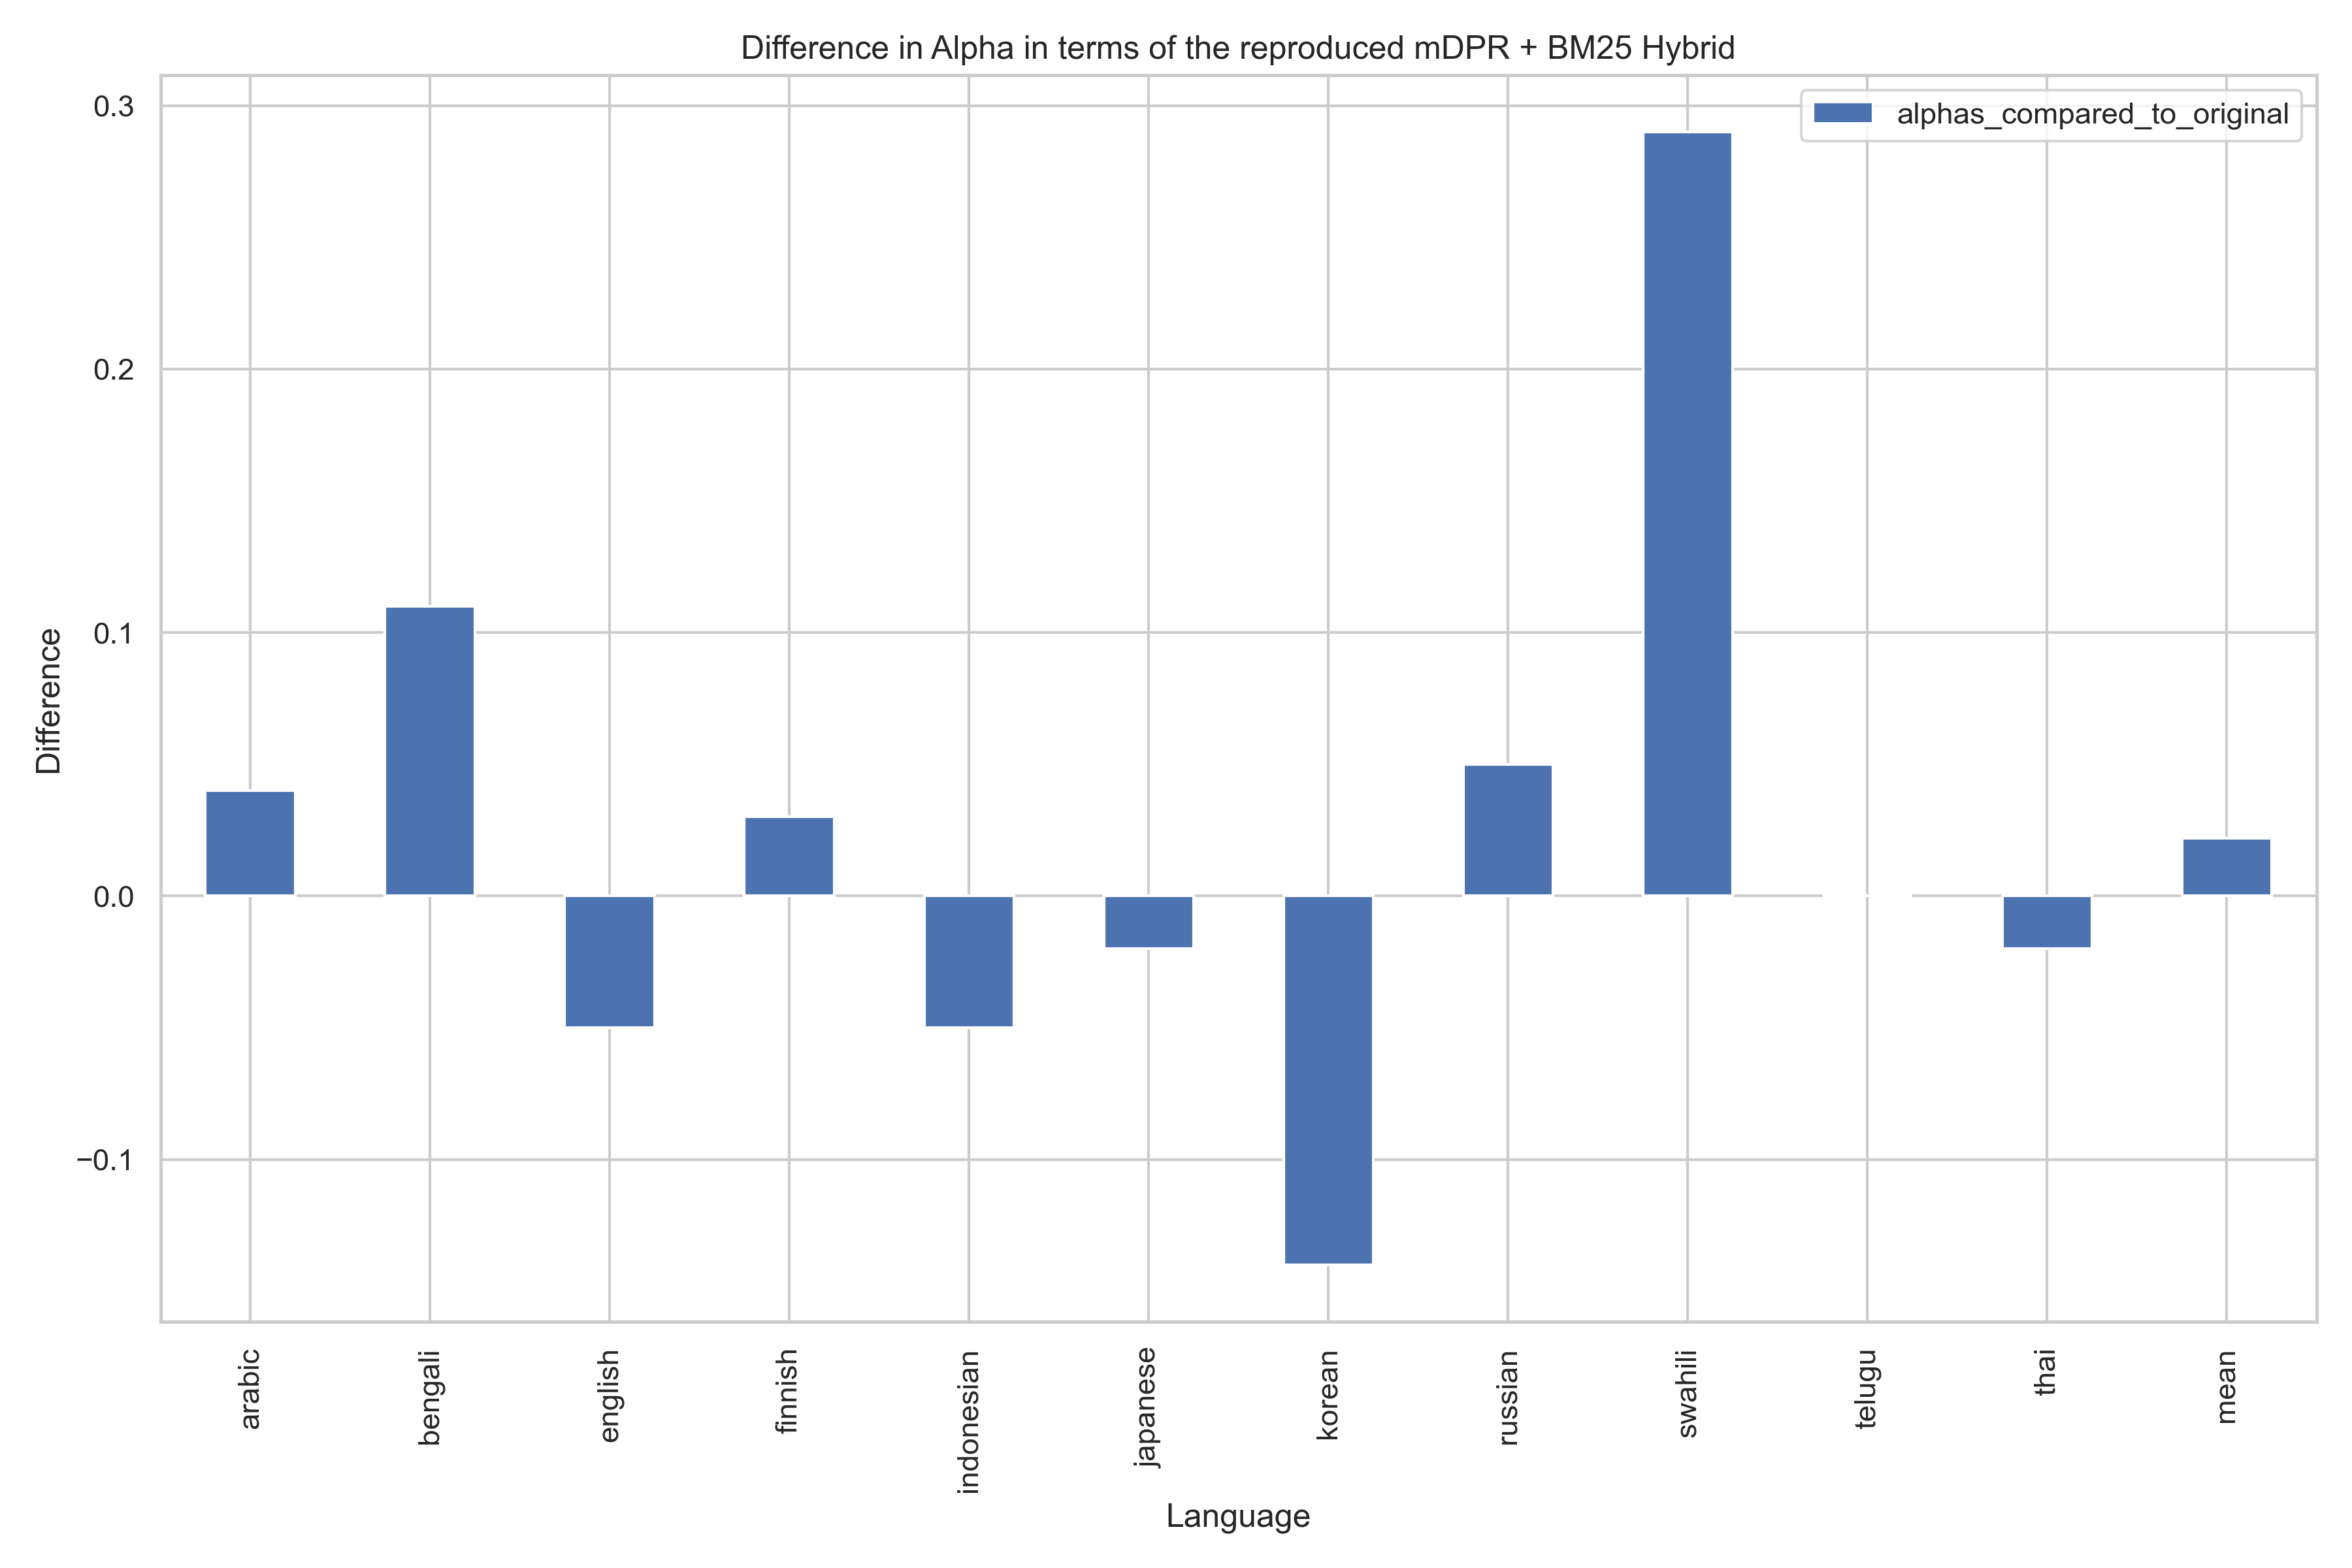 Difference in Alpha in terms of the reproduced mDPR + BM25 Hybrid
alphas_compared_to_original
0.3
0.2
0.1
0.0
−0.1
Difference
arabic
bengali
english
finnish
indonesian
japanese
korean
russian
swahili
telugu
thai
mean
Language